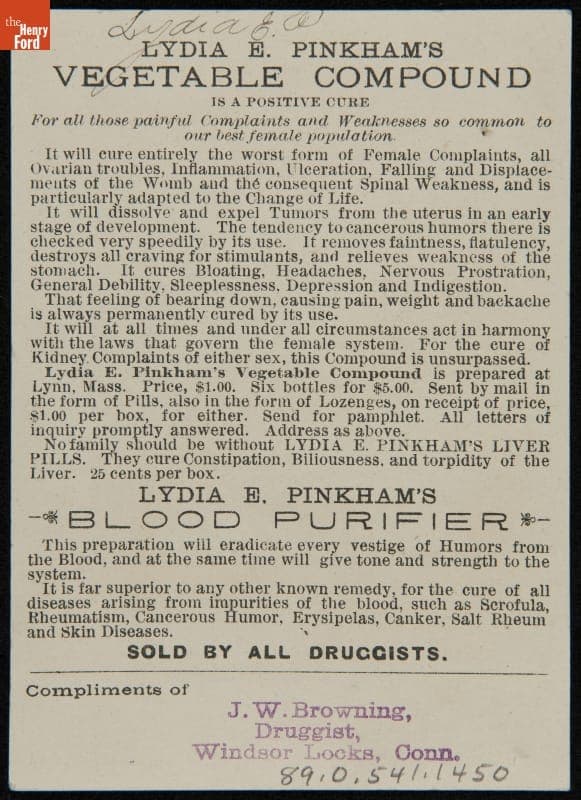 the
Henry
Ford
Lydia E.
LYDIA E. PINKHAM'S
VEGETABLE COMPOUND
IS A POSITIVE CURE
For all those painful Complaints and Weaknesses so common to
our best female population.
It will cure entirely the worst form of Female Complaints, all
Ovarian troubles, Inflammation, Ulceration, Falling and Displace-
ments of the Womb and the consequent Spinal Weakness, and is
particularly adapted to the Change of Life.
It will dissolve and expel Tumors from the uterus in an early
stage of development. The tendency to cancerous humors there is
checked very speedily by its use. It removes faintness, flatulency,
destroys all craving for stimulants, and relieves weakness of the
stomach. It cures Bloating, Headaches, Nervous Prostration,
General Debility, Sleeplessness, Depression and Indigestion.
That feeling of bearing down, causing pain, weight and backache
is always permanently cured by its use.
It will at all times and under all circumstances act in harmony
with the laws that govern the female system. For the cure of
Kidney Complaints of either sex, this Compound is unsurpassed.
Lydia E. Pinkham's Vegetable Compound is prepared at
Lynn, Mass. Price, $1.00. Six bottles for $5.00. Sent by mail in
the form of Pills, also in the form of Lozenges, on receipt of price,
$1.00 per box, for either. Send for pamphlet. All letters of
inquiry promptly answered. Address as above.
No family should be without LYDIA E. PINKHAM'S LIVER
PILLS. They cure Constipation, Biliousness, and torpidity of the
Liver. 25 cents per box.
LYDIA E. PINKHAM'S
BLOOD PURIFIER
This preparation will eradicate every vestige of Humors from
the Blood, and at the same time will give tone and strength to the
system.
It is far superior to any other known remedy, for the cure of all
diseases arising from impurities of the blood, such as Scrofula,
Rheumatism, Cancerous Humor, Erysipelas, Canker, Salt Rheum
and Skin Diseases.
SOLD BY ALL DRUGGISTS.
Compliments of
J. W. Browning,
Druggist,
Windsor Locks, Conn.
89.0.541.1450